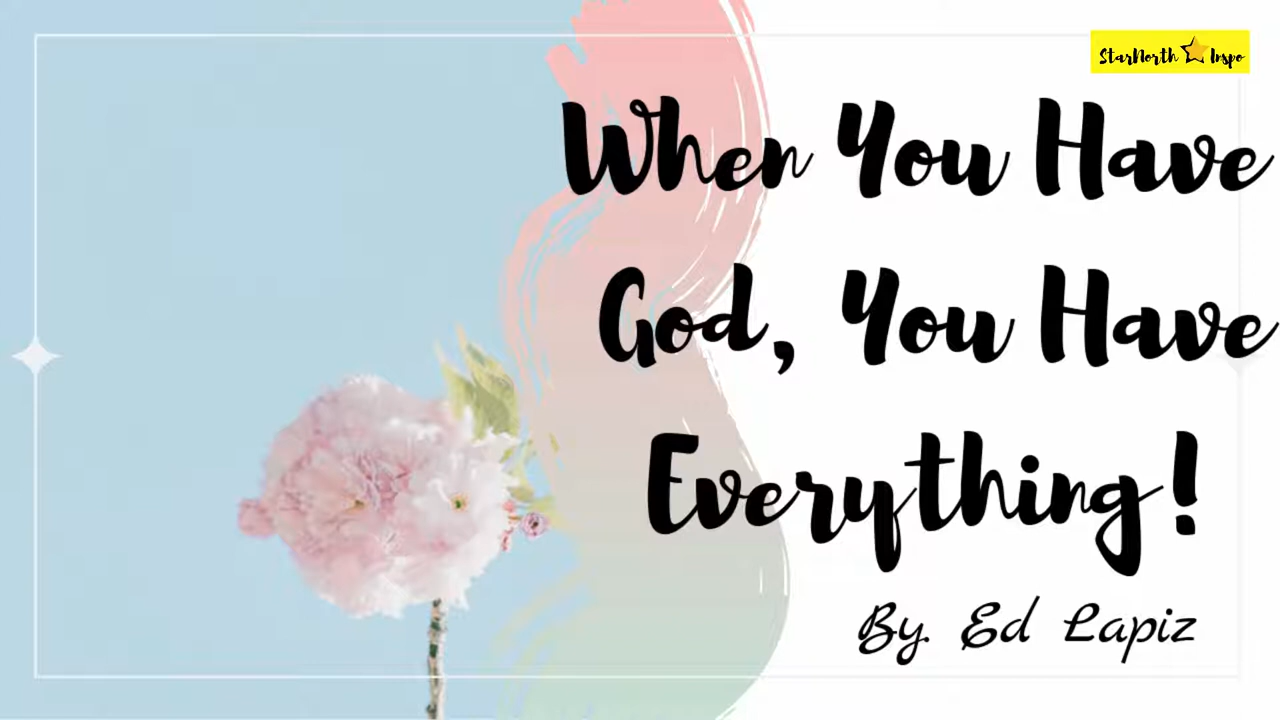 StarNorth Inspo
When You Have
God, You Have
Everything!
By Ed Lapiz